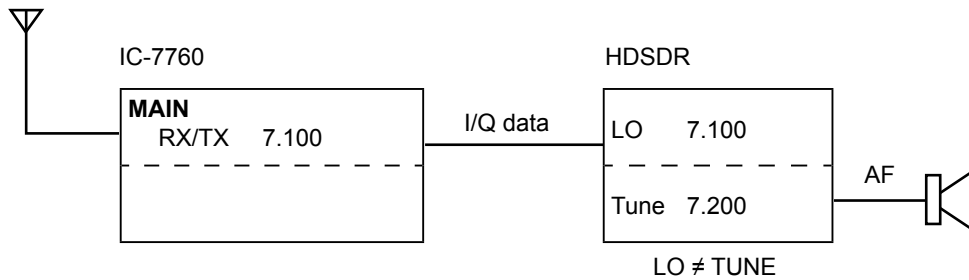 IC-7760
MAIN
RX/TX 7.100
I/Q data
HDSDR
LO 7.100
Tune 7.200
AF
LO ≠ TUNE